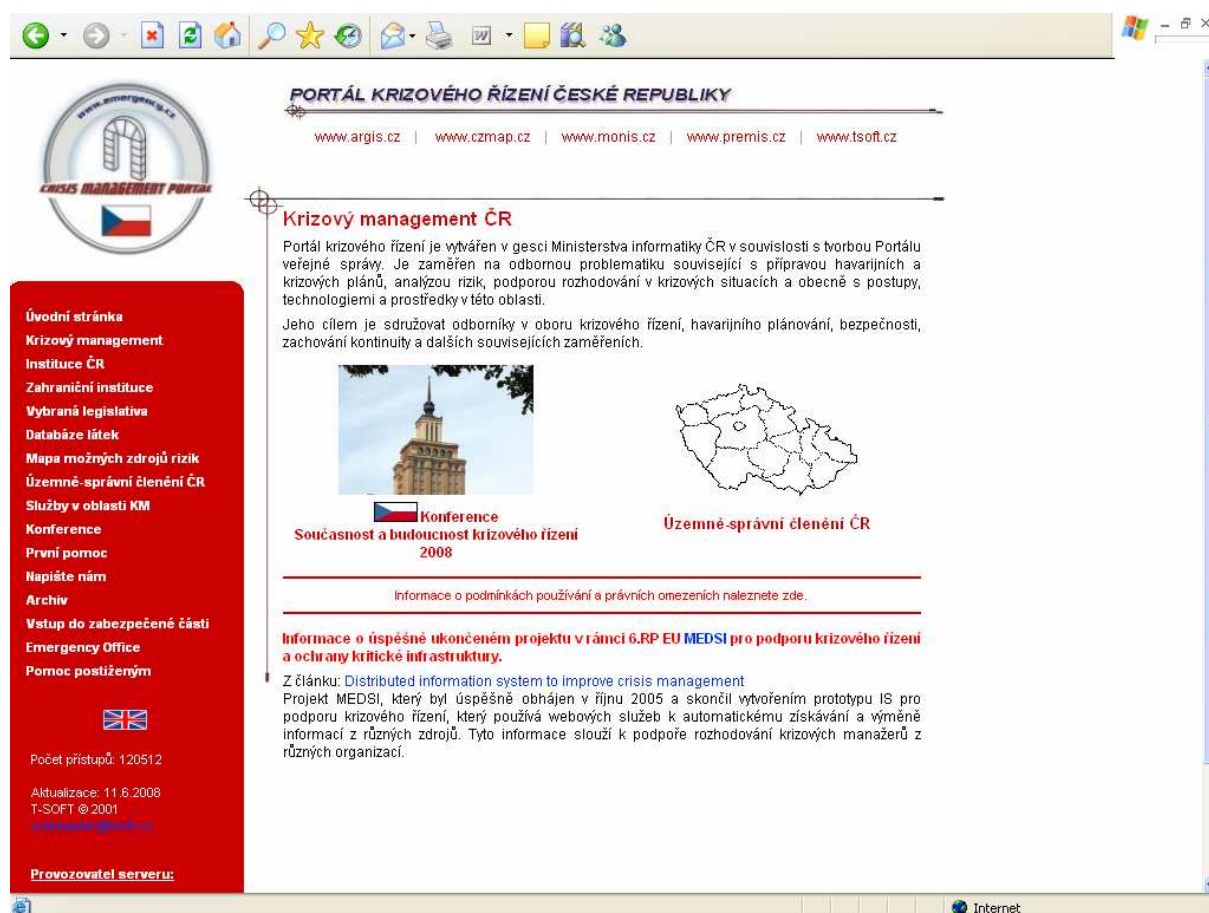 www.emergency.cz
CRISIS MANAGEMENT PORTAL
PORTÁL KRIZOVÉHO ŘÍZENÍ ČESKÉ REPUBLIKY
www.argis.cz | www.czmap.cz | www.monis.cz | www.premis.cz | www.tsoft.cz
Úvodní stránka
Krizový management
Instituce ČR
Zahraniční instituce
Vybraná legislativa
Databáze látek
Mapa možných zdrojů rizik
Územně-správní členění ČR
Služby v oblasti KM
Konference
První pomoc
Napište nám
Archiv
Vstup do zabezpečené části
Emergency Office
Pomoc postiženým
Počet přístupů: 120512
Aktualizace: 11.6.2008
T-SOFT © 2001
Provozovatel serveru:
Krizový management ČR
Portál krizového řízení je vytvářen v gesci Ministerstva informatiky ČR v souvislosti s tvorbou Portálu
veřejné správy. Je zaměřen na odbornou problematiku související s přípravou havarijních a
krizových plánů, analýzou rizik, podporou rozhodování v krizových situacích a obecně s postupy,
technologiemi a prostředky v této oblasti.
Jeho cílem je sdružovat odborníky v oboru krizového řízení, havarijního plánování, bezpečnosti,
zachování kontinuity a dalších souvisejících zaměřeních.
Konference
Současnost a budoucnost krizového řízení
2008
Územně-správní členění ČR
Informace o podmínkách používání a právních omezeních naleznete zde.
Informace o úspěšně ukončeném projektu v rámci 6.RP EU MEDSI pro podporu krizového řízení
a ochrany kritické infrastruktury.
Z článku: Distributed information system to improve crisis management
Projekt MEDSI, který byl úspěšně obhájen v říjnu 2005 a skončil vytvořením prototypu IS pro
podporu krizového řízení, který používá webových služeb k automatickému získávání a výměně
informací z různých zdrojů. Tyto informace slouží k podpoře rozhodování krizových manažerů z
různých organizací.
Internet